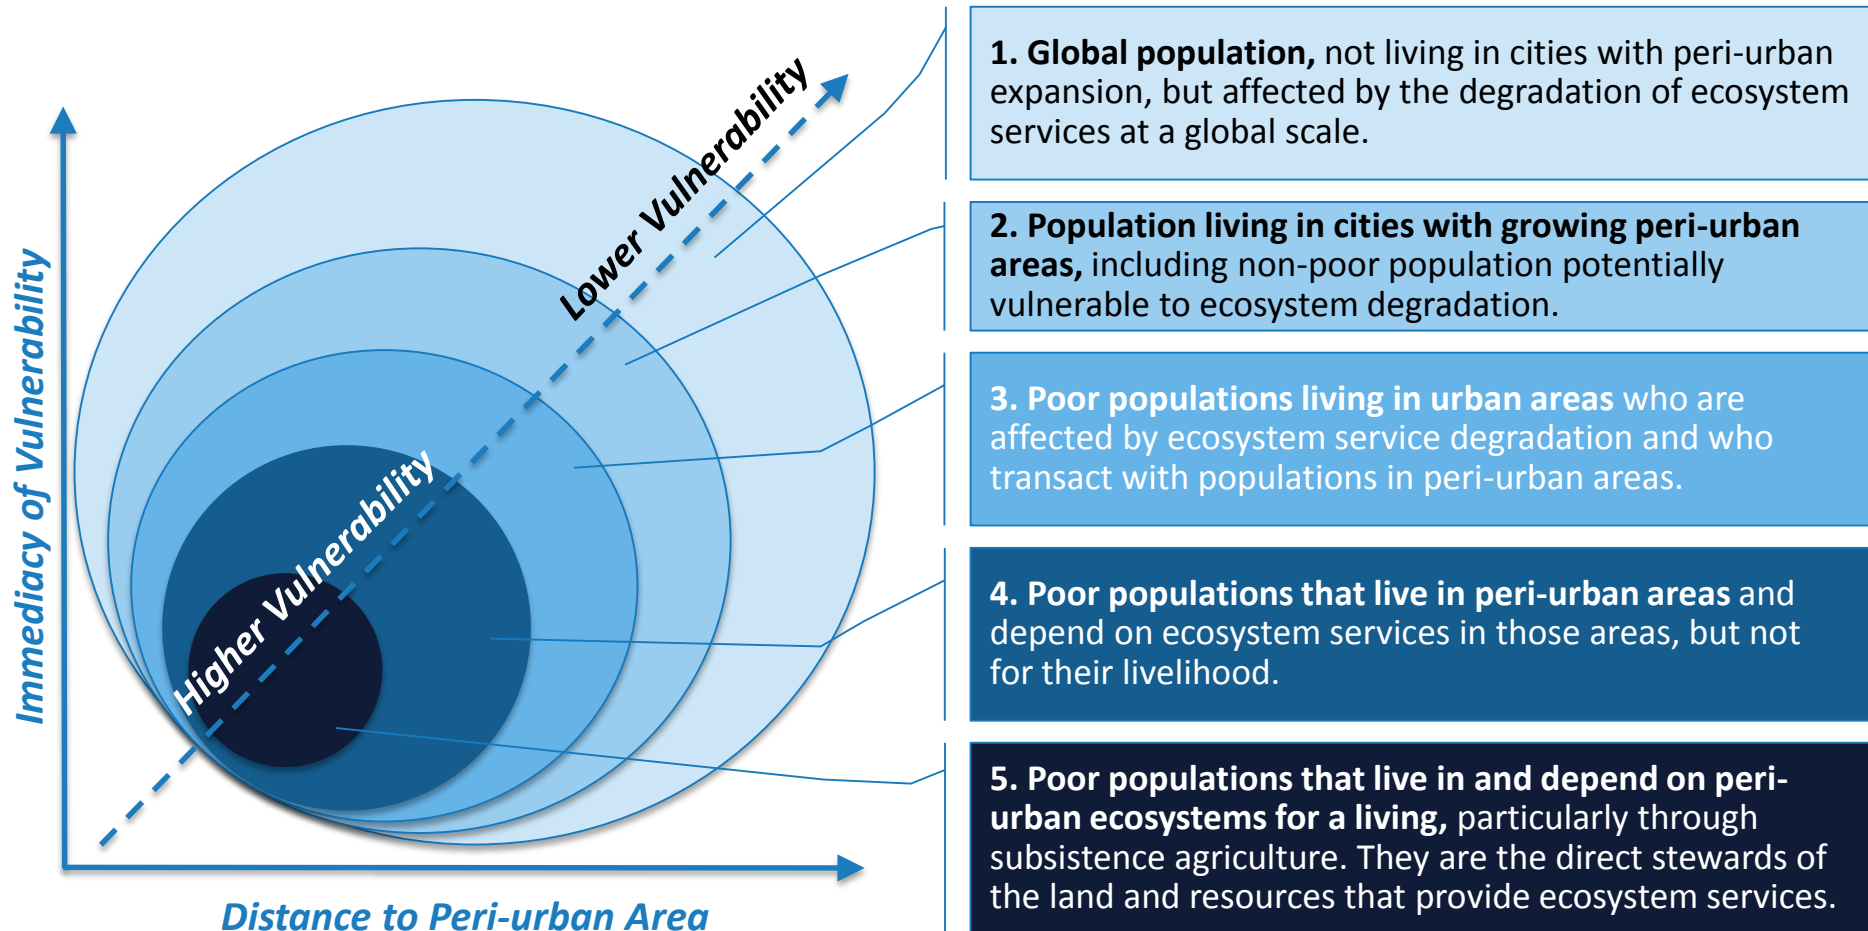 Immediacy of Vulnerability
Distance to Peri-urban Area
Higher Vulnerability
Lower Vulnerability
1. Global population, not living in cities with peri-urban
expansion, but affected by the degradation of ecosystem
services at a global scale.
2. Population living in cities with growing peri-urban
areas, including non-poor population potentially
vulnerable to ecosystem degradation.
3. Poor populations living in urban areas who are
affected by ecosystem service degradation and who
transact with populations in peri-urban areas.
4. Poor populations that live in peri-urban areas and
depend on ecosystem services in those areas, but not
for their livelihood.
5. Poor populations that live in and depend on peri-
urban ecosystems for a living, particularly through
subsistence agriculture. They are the direct stewards of
the land and resources that provide ecosystem services.